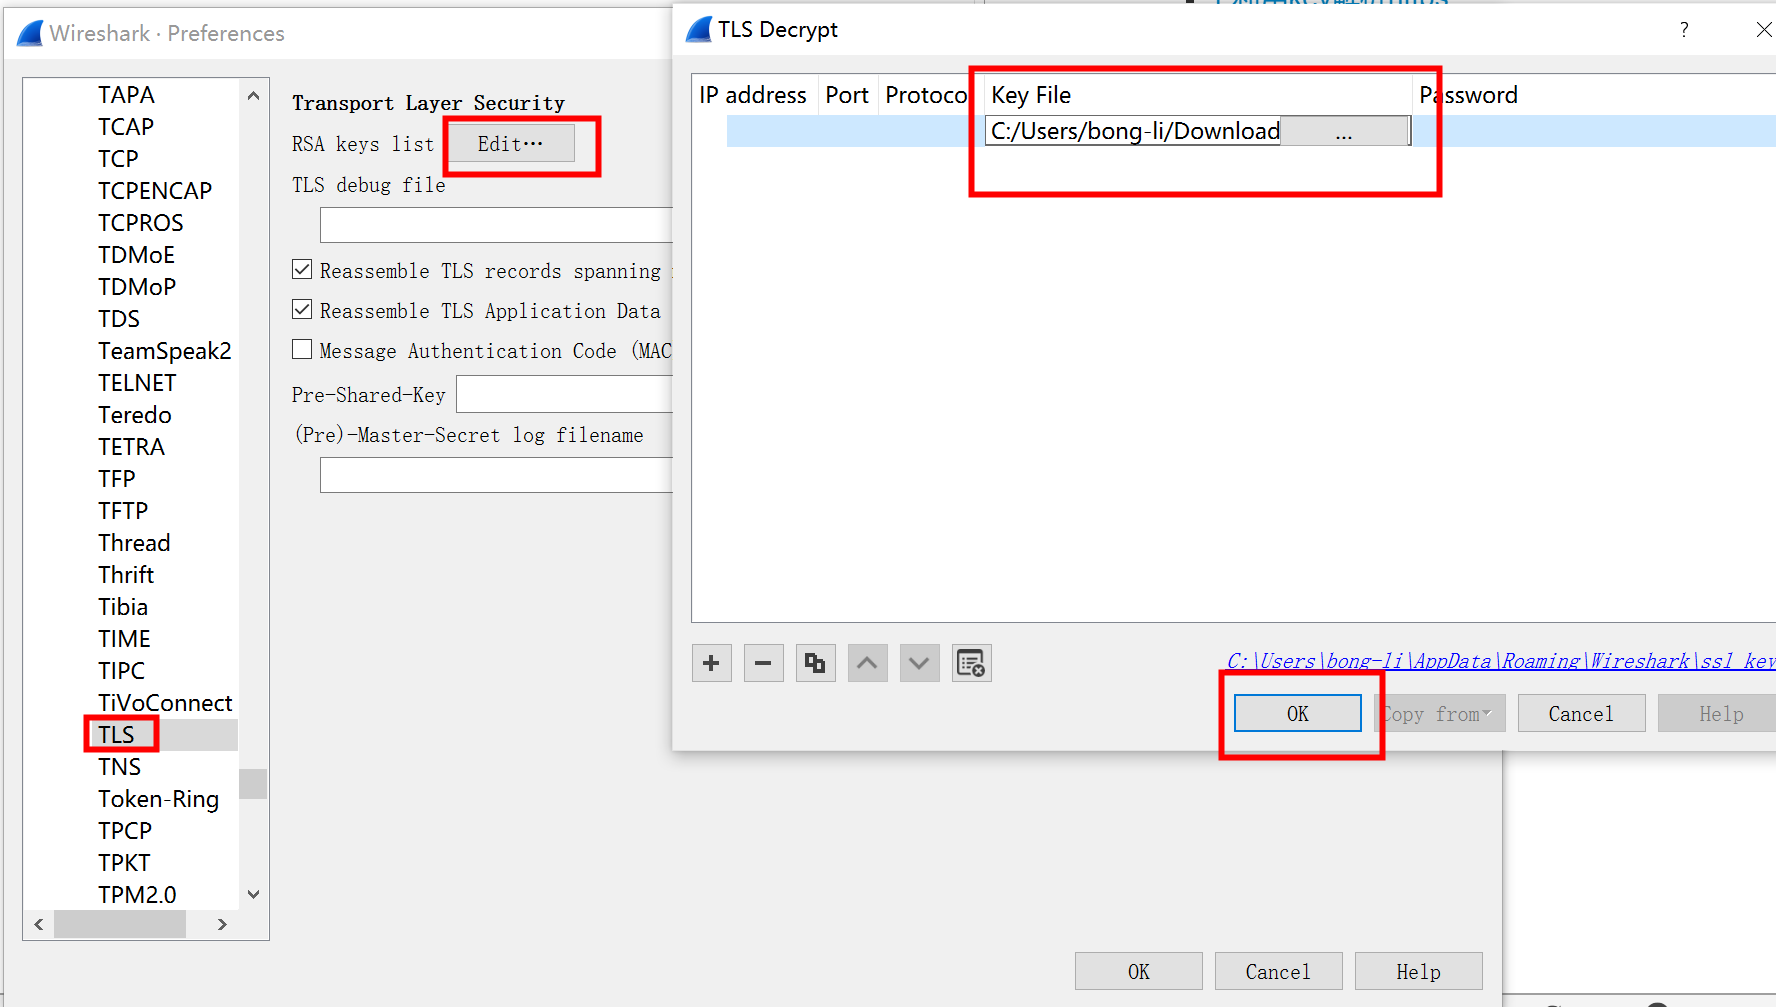 Wireshark · Preferences
TAPA
TCAP
TCP
TCPENCAP
TCPROS
TDMoE
TDMoP
TDS
TeamSpeak2
TELNET
Teredo
TETRA
TFP
TFTP
Thread
Thrift
Tibia
TIME
TIPC
TiVoConnect
TLS
TNS
Token-Ring
TPCP
TPKT
TPM2.0
Transport Layer Security
RSA keys list Edit…
TLS debug file
Reassemble TLS records spanning
Reassemble TLS Application Data
Message Authentication Code (MAC
Pre-Shared-Key
(Pre)-Master-Secret log filename
OK Cancel Help
TLS Decrypt ?
IP address Port Protoco Key File Password
C:/Users/bong-li/Download ...
C:\Users\bong-li\AppData\Roaming\Wireshark\ssl_key
OK Copy from Cancel Help